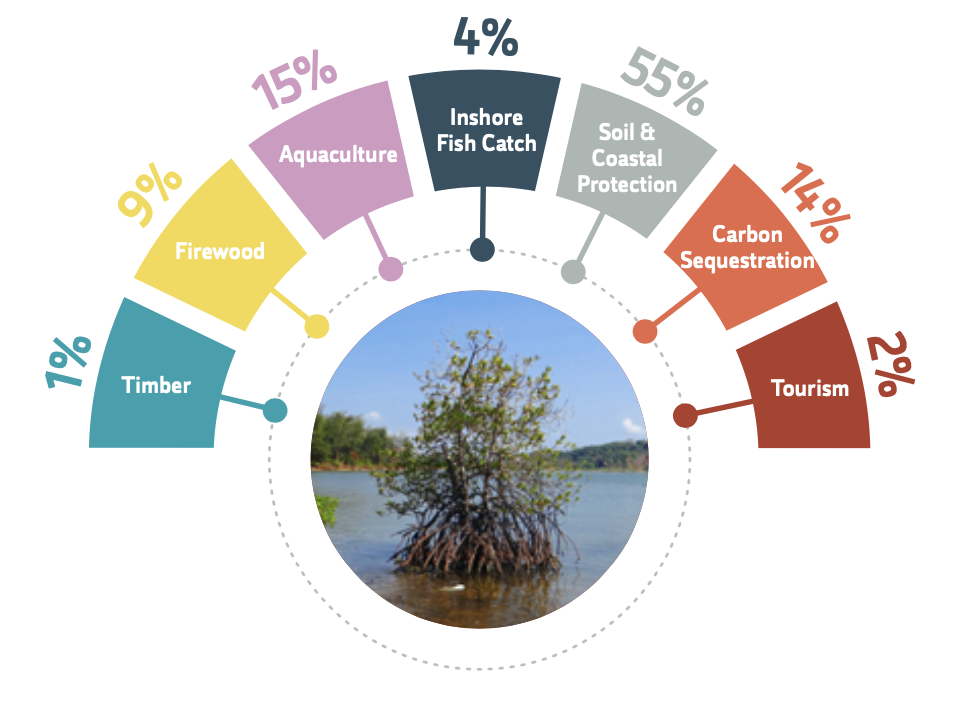 1%
Timber
9%
Firewood
15%
Aquaculture
4%
Inshore
Fish Catch
55%
Soil &
Coastal
Protection
14%
Carbon
Sequestration
2%
Tourism